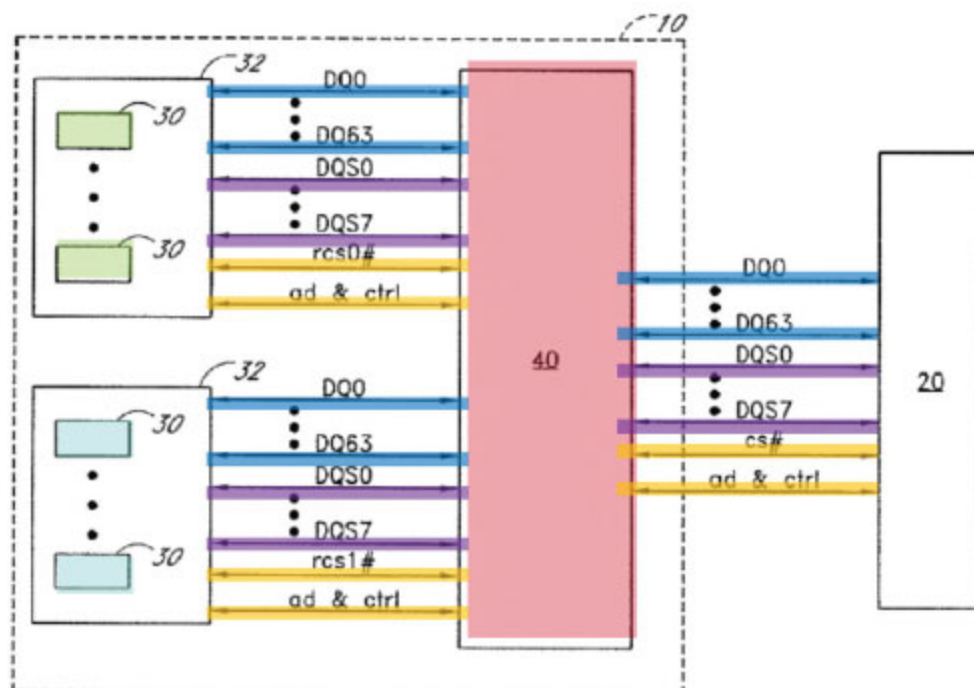 10
32
30
30
DQ0
DQ63
DQS0
DQS7
rcs0#
ad & ctrl
32
30
30
DQ0
DQ63
DQS0
DQS7
rcs1#
ad & ctrl
40
DQ0
DQ63
DQS0
DQS7
cs#
ad & ctrl
20